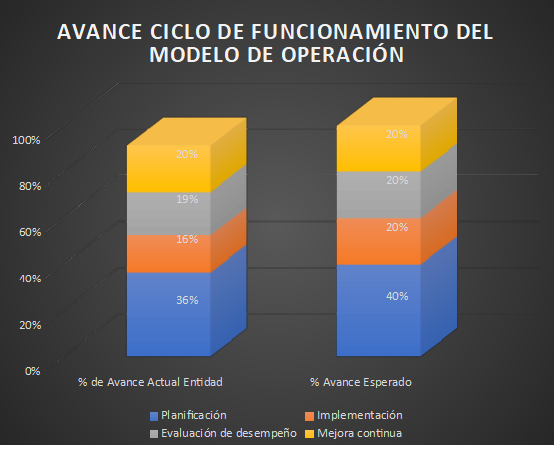 AVANCE CICLO DE FUNCIONAMIENTO DEL
MODELO DE OPERACIÓN
100%
80%
60%
40%
20%
0%
20%
19%
16%
36%
20%
20%
20%
40%
% de Avance Actual Entidad
% Avance Esperado
Planificación
Implementación
Evaluación de desempeño
Mejora continua